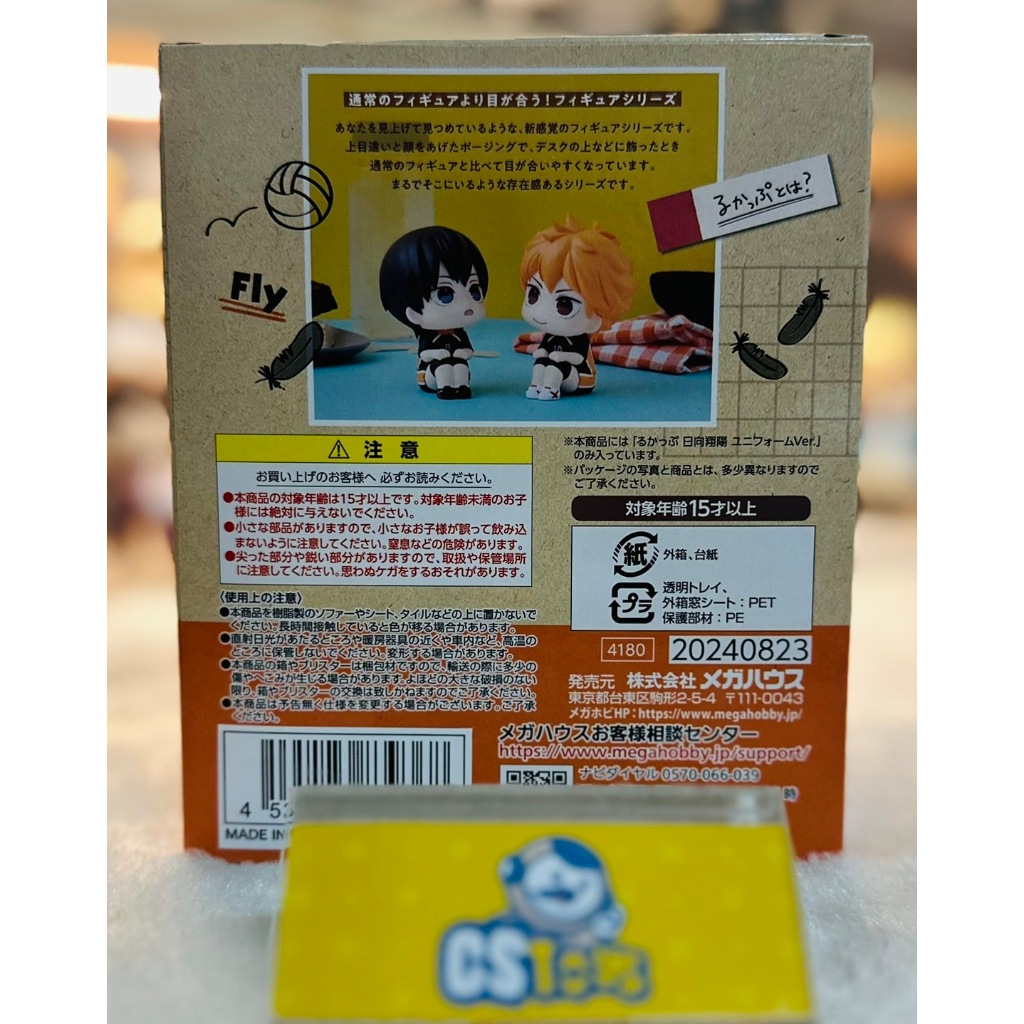 通常のフィギュアより目が合う!フィギュアシリーズ
あなたを見上げて見つめているような、新感覚のフィギュアシリーズです。
上目遣いと顔をあげたポージングで、デスクの上などに飾ったとき
通常のフィギュアと比べて目が合いやすくなっています。
まるでそこにいるような存在感あるシリーズです。
るかっぷとは?
Fly
⚠ 注意
お買い上げのお客様へ 必ずお読みください。
●本商品の対象年齢は15才以上です。対象年齢未満のお子
様には絶対に与えないでください。
●小さな部品がありますので、小さなお子様が誤って飲み込
まないように注意してください。窒息などの危険があります。
●尖った部分や鋭い部分がありますので、取扱や保管場所
に注意してください。思わぬケガをするおそれがあります。
〈使用上の注意〉
●本商品を樹脂製のソファーやシート、タイルなどの上に置かないで
ください。長時間接触していると色が移る場合があります。
●直射日光があたるところや暖房器具の近くや車内など、高温の
ところに保管しないでください。変形する場合があります。
●本商品の箱やブリスターは梱包材ですので、輸送の際に多少の
傷やへこみが生じる場合があります。よほどの大きな破損のない
限り、箱やブリスターの交換は致しかねますのでご了承ください。
●本商品は予告無く仕様を変更する場合がございます。ご了承
ください。
※本商品には「るかっぷ 日向翔陽 ユニフォームVer.」
のみ入っています。
※パッケージの写真と商品とは、多少異なりますので
ご了承ください。
対象年齢15才以上
紙 外箱、台紙
プラ 透明トレイ、
外箱窓シート:PET
保護部材:PE
4180 20240823
発売元 株式会社メガハウス
東京都台東区駒形2-5-4 〒111-0043
メガホビHP:https://www.megahobby.jp/
メガハウスお客様相談センター
https://www.megahobby.jp/support/
ナビダイヤル 0570-066-039
時
4 53
MADE IN
CS